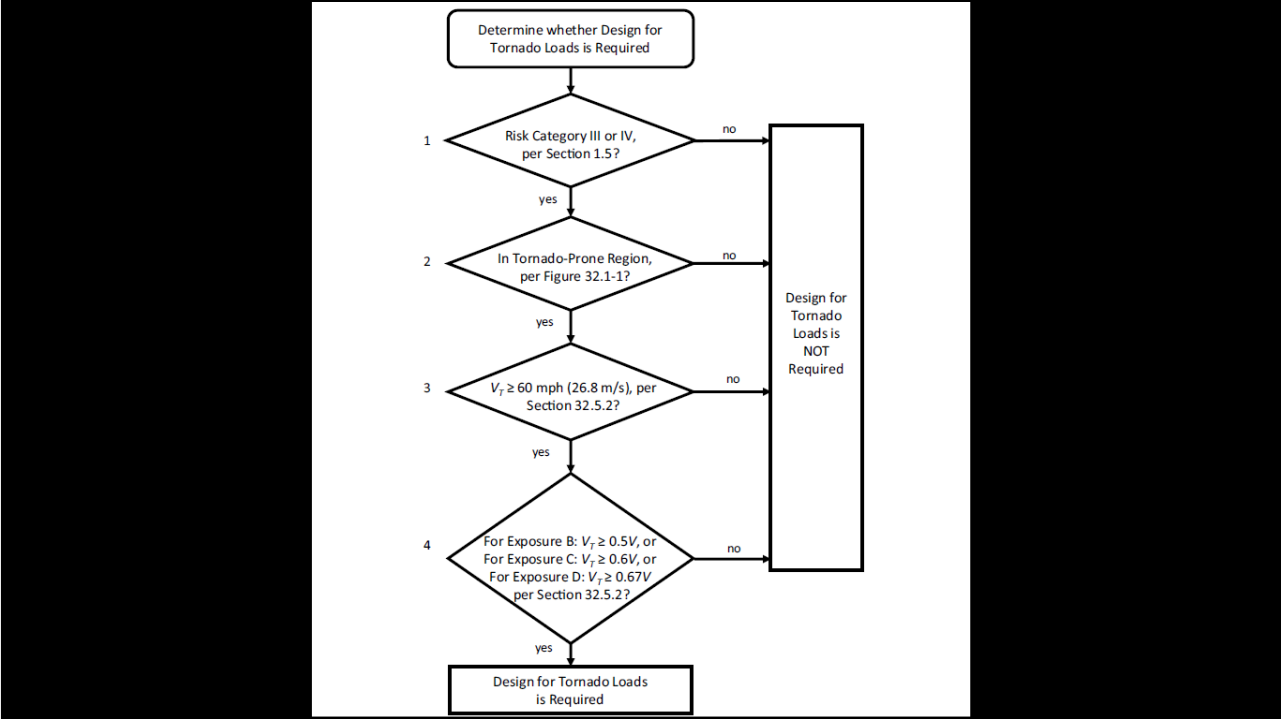 Determine whether Design for
Tornado Loads is Required
1
Risk Category III or IV,
per Section 1.5?
no
yes
2
In Tornado-Prone Region,
per Figure 32.1-1?
no
yes
3
V_T ≥ 60 mph (26.8 m/s), per
Section 32.5.2?
no
yes
4
For Exposure B: V_T ≥ 0.5V, or
For Exposure C: V_T ≥ 0.6V, or
For Exposure D: V_T ≥ 0.67V
per Section 32.5.2?
no
yes
Design for Tornado Loads
is Required
Design for
Tornado
Loads is
NOT
Required